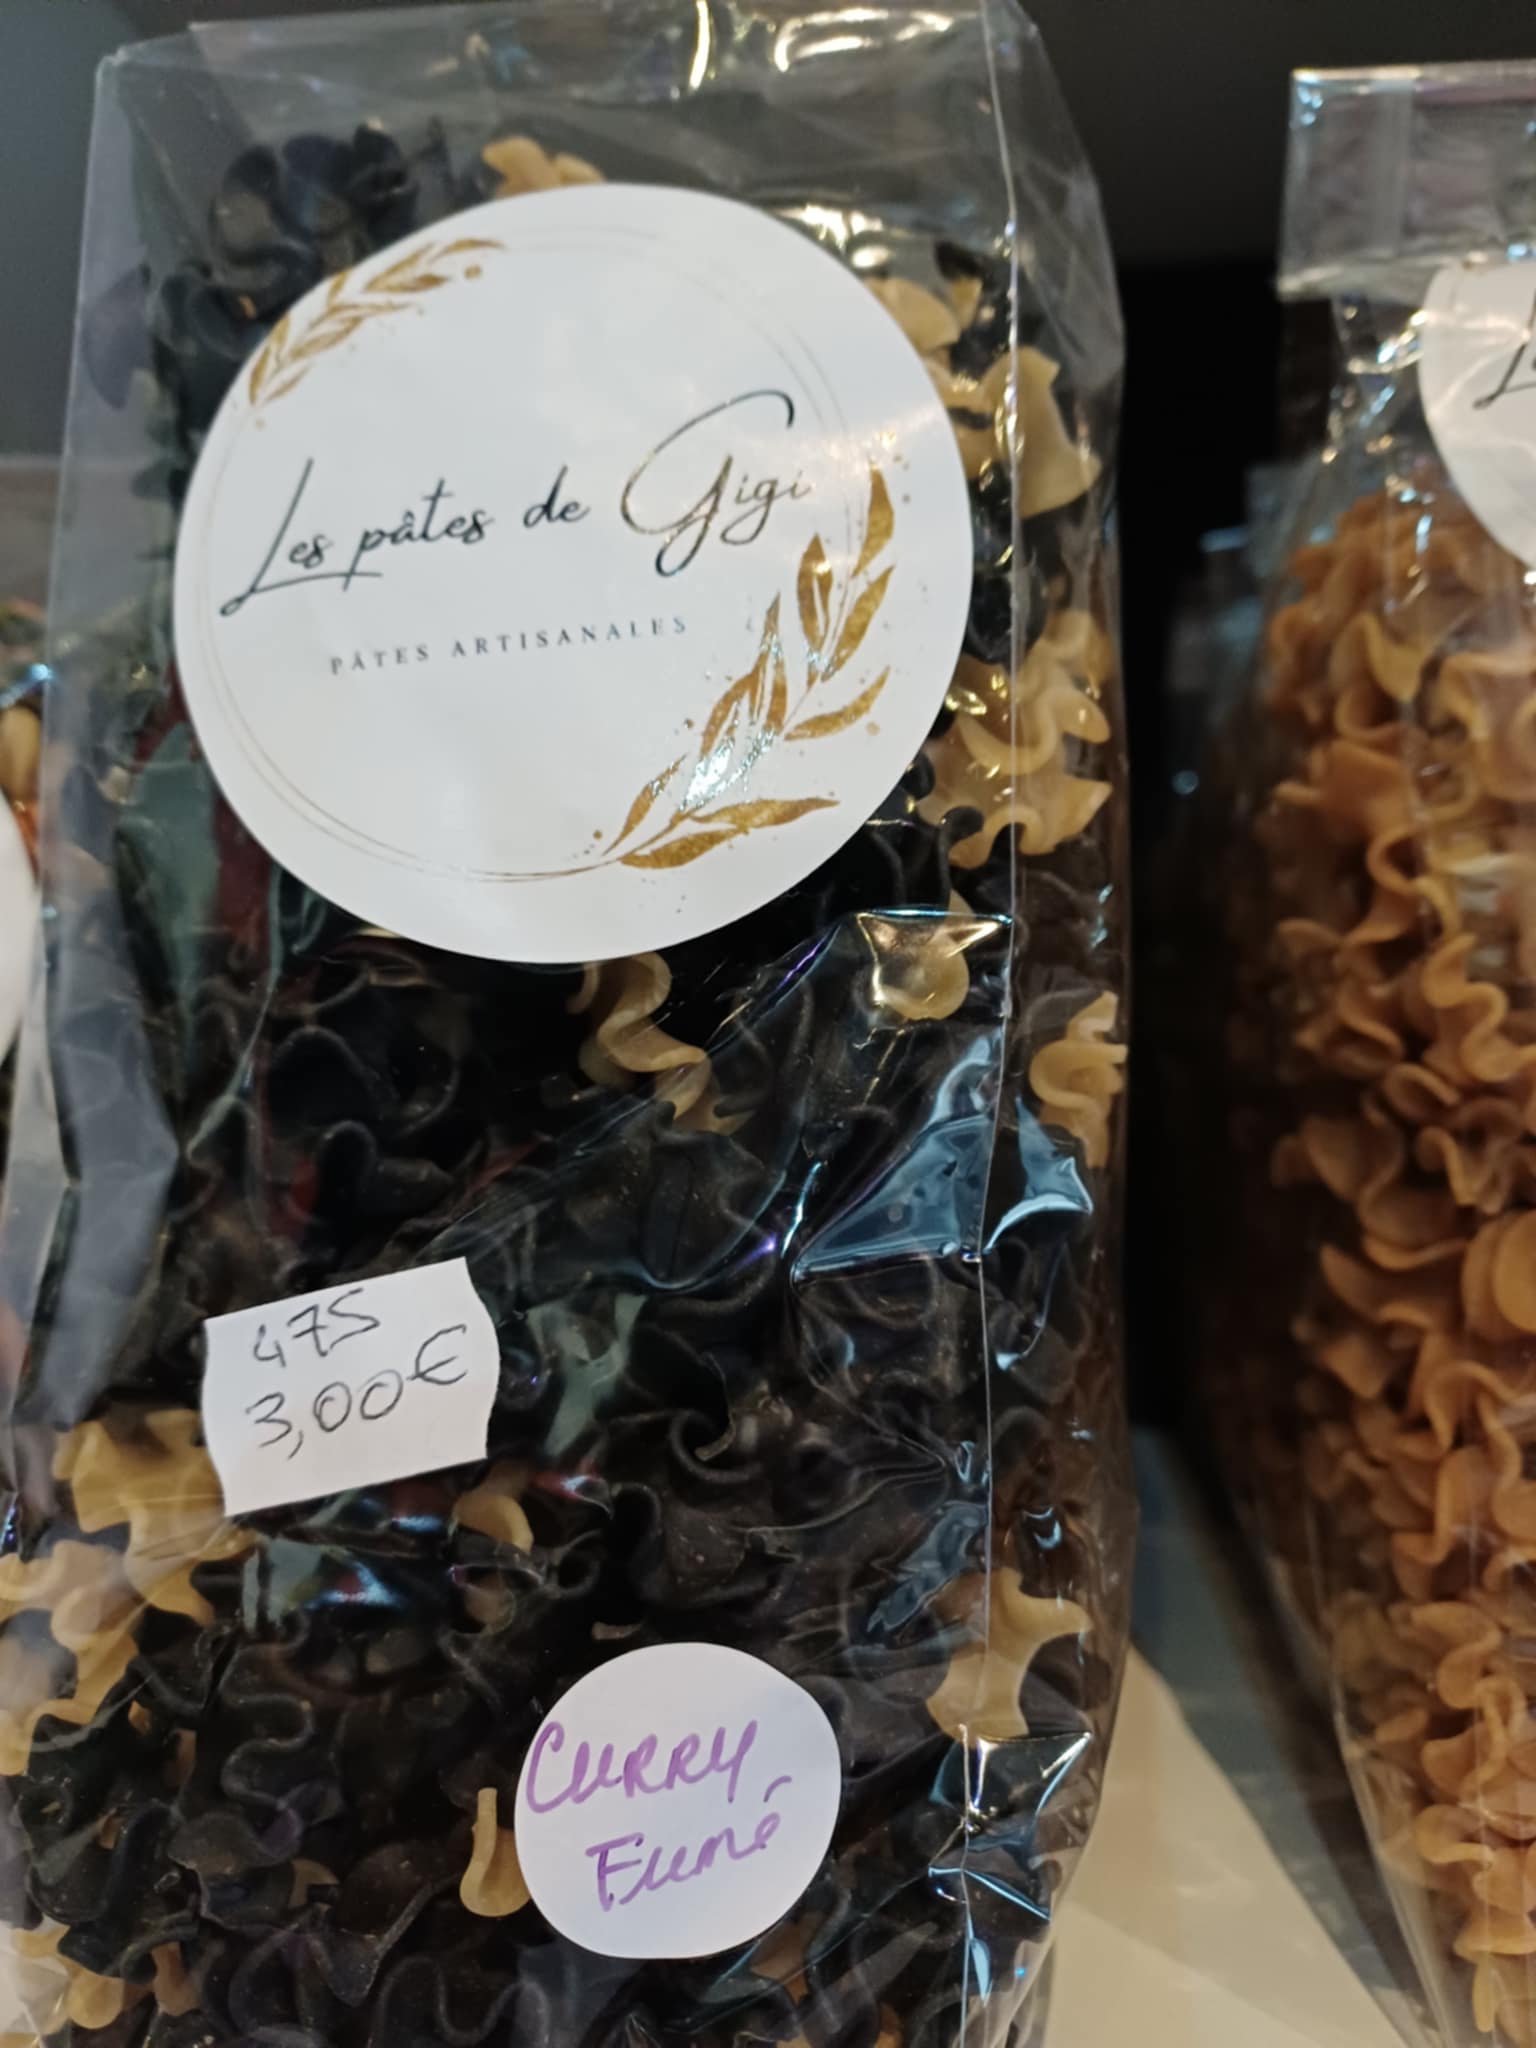 Les pâtes de Gigi
PÂTES ARTISANALES
475
3,00€
CURRY
FUMÉ